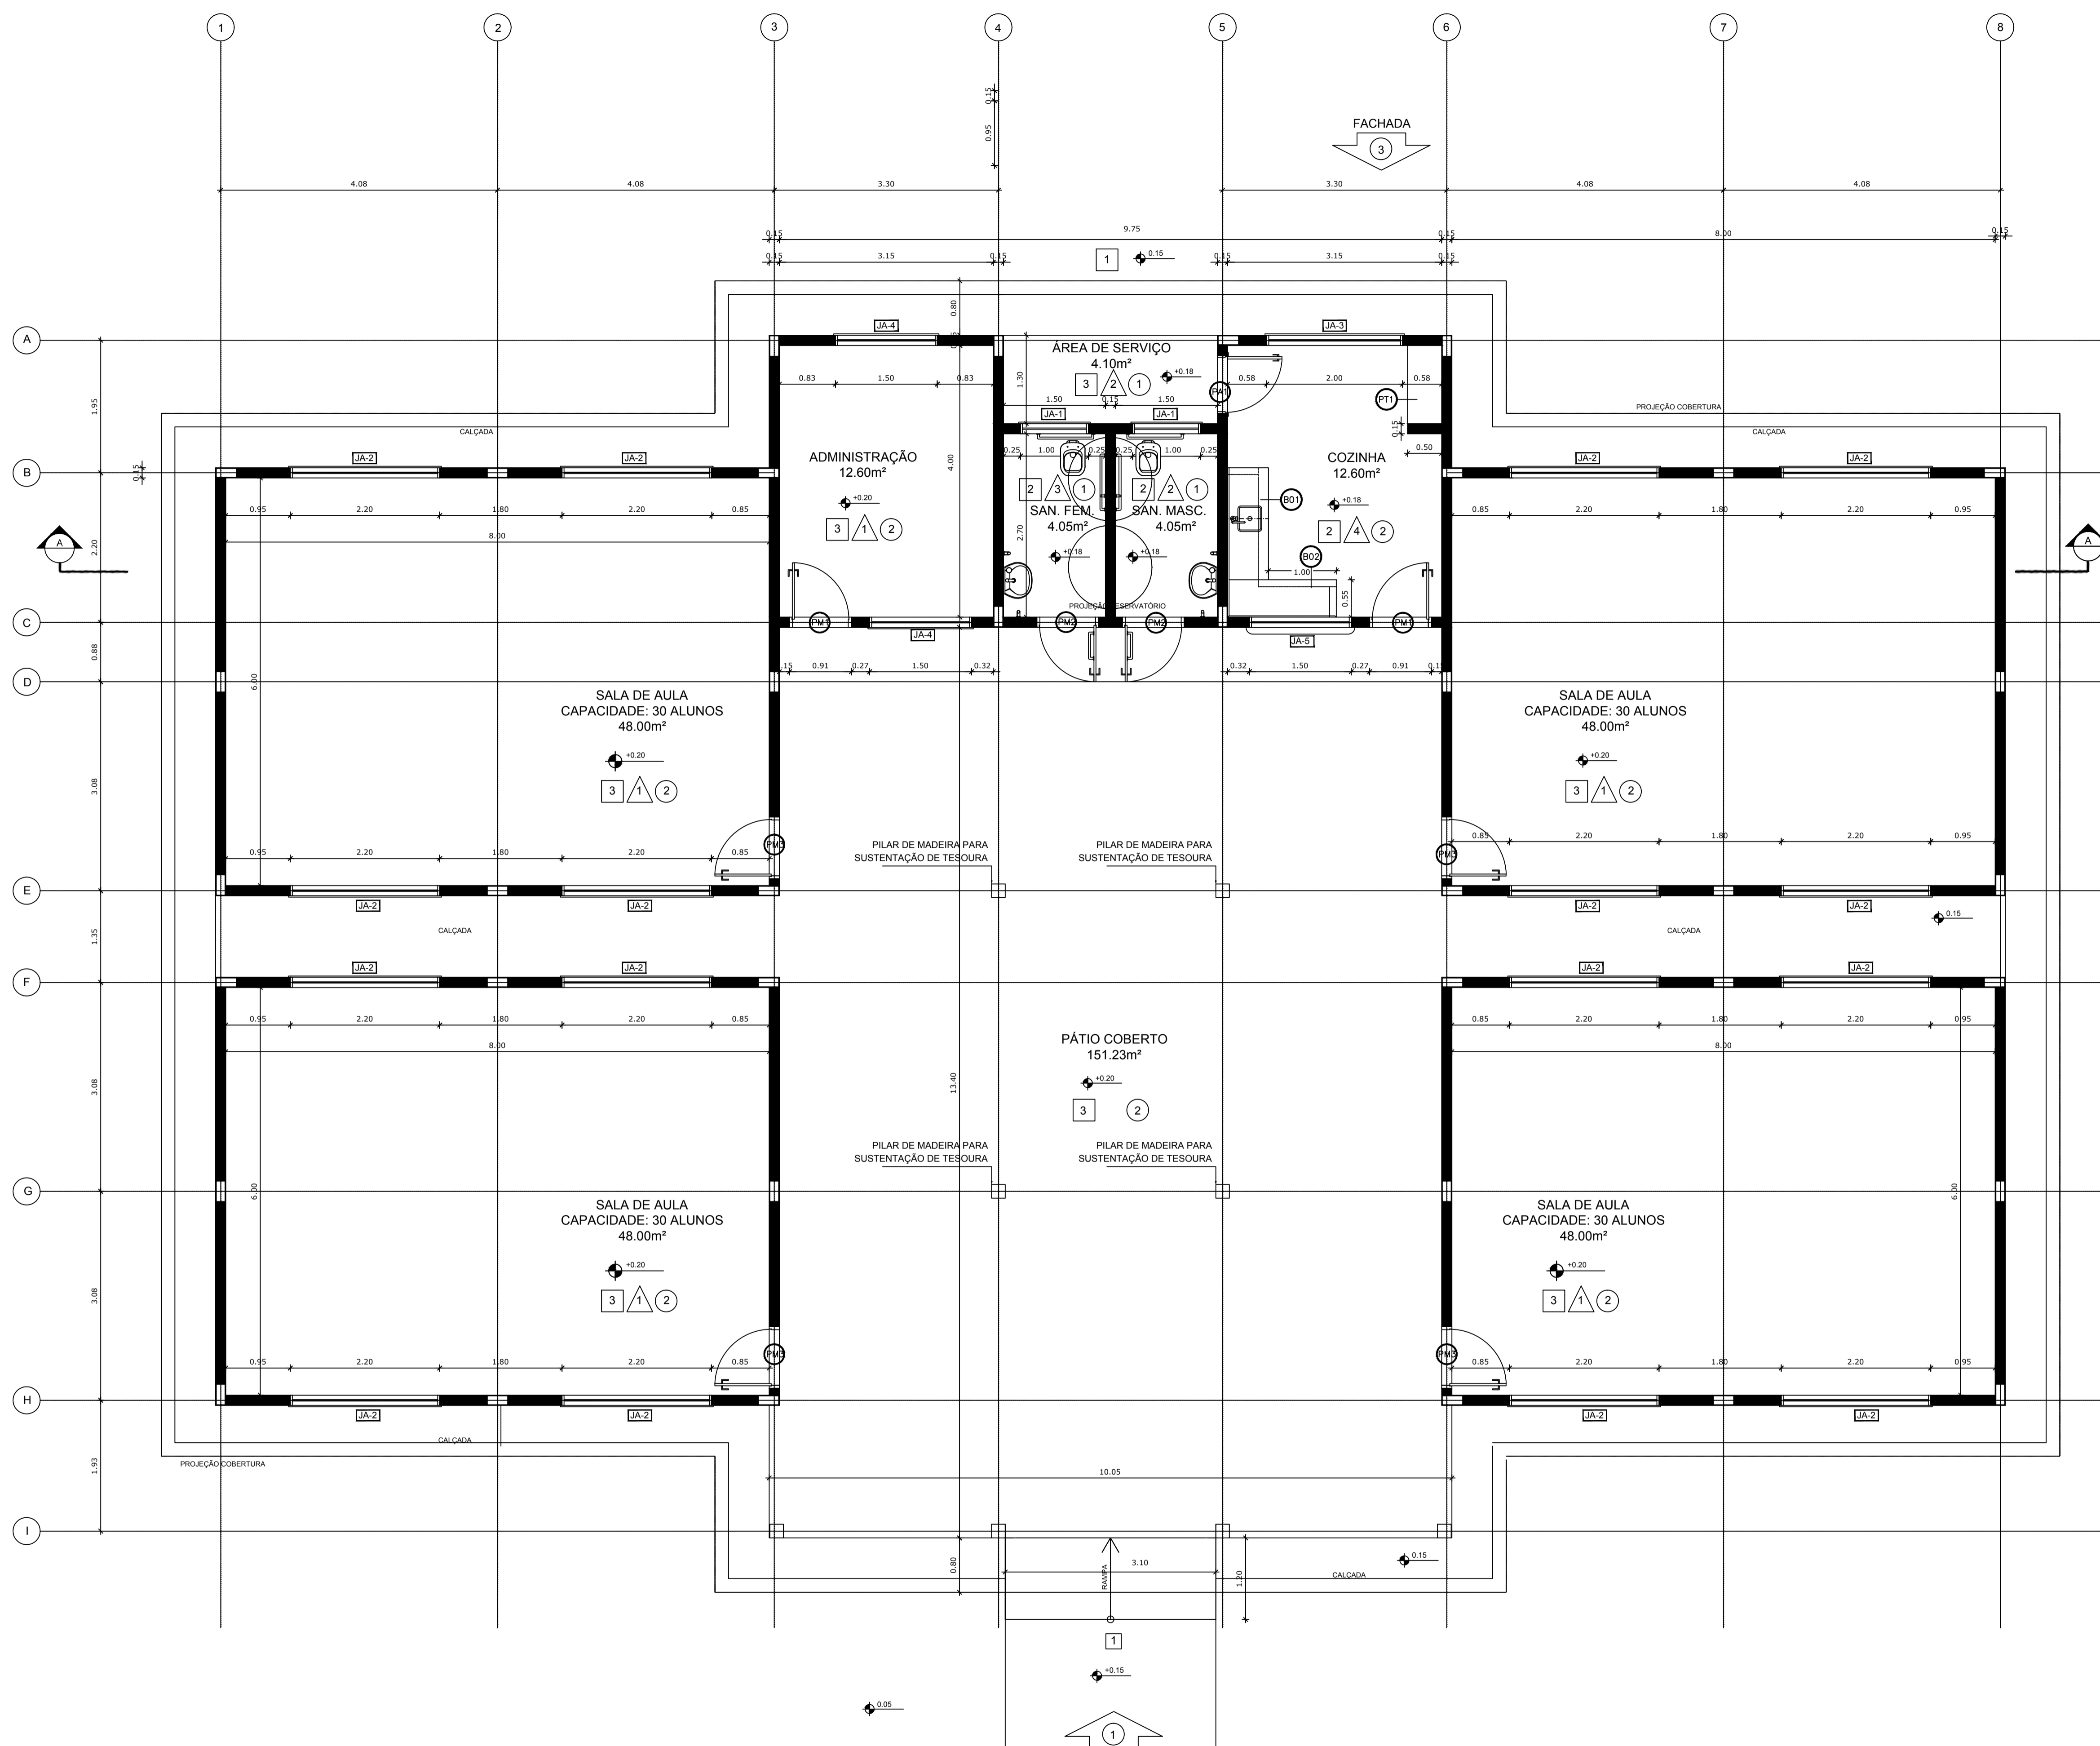 1 2 3 4 5 6 7 8
0.15
0.95
FACHADA
3
4.08 4.08 3.30 3.30 4.08 4.08
0.15 9.75 0.15 8.00 0.15
0.15 3.15 0.15 1 0.15 0.15 3.15 0.15
0.80
A
JA-4 JA-3
ÁREA DE SERVIÇO
4.10m²
3 2 1 +0.18
0.83 1.50 0.83 1.30 0.58 2.00 0.58
PA1 PT1
1.50 0.15 1.50
JA-1 JA-1
1.95
PROJEÇÃO COBERTURA
CALÇADA CALÇADA
0.15
0.50
0.25 1.00 0.25 0.25 1.00 0.25
JA-2 JA-2 JA-2 JA-2
ADMINISTRAÇÃO
12.60m²
+0.20
3 1 2
4.00
COZINHA
12.60m²
+0.18
2 4 2
B
0.15
2 3 1 2 2 1
SAN. FEM.
4.05m²
+0.18
SAN. MASC.
4.05m²
+0.18
B01
B02
2.70
1.00
0.55
0.95 2.20 1.80 2.20 0.85 0.85 2.20 1.80 2.20 0.95
8.00
A A
2.20
PROJEÇÃO RESERVATÓRIO
C
PM1 JA-4 PM2 PM2 JA-5 PM1
0.88
.15 0.91 0.27 1.50 0.32 0.32 1.50 0.27 0.91 0.15
D
6.00
SALA DE AULA
CAPACIDADE: 30 ALUNOS
48.00m²
+0.20
3 1 2
SALA DE AULA
CAPACIDADE: 30 ALUNOS
48.00m²
+0.20
3 1 2
3.08
PILAR DE MADEIRA PARA
SUSTENTAÇÃO DE TESOURA
PILAR DE MADEIRA PARA
SUSTENTAÇÃO DE TESOURA
PM3 PM3
0.95 2.20 1.80 2.20 0.85 0.85 2.20 1.80 2.20 0.95
E
JA-2 JA-2 JA-2 JA-2
0.15
1.35
CALÇADA CALÇADA
JA-2 JA-2 JA-2 JA-2
F
0.95 2.20 1.80 2.20 0.85 0.85 2.20 1.80 2.20 0.95
8.00 8.00
PÁTIO COBERTO
151.23m²
+0.20
3 2
3.08
13.40
PILAR DE MADEIRA PARA
SUSTENTAÇÃO DE TESOURA
PILAR DE MADEIRA PARA
SUSTENTAÇÃO DE TESOURA
G
6.00 6.00
SALA DE AULA
CAPACIDADE: 30 ALUNOS
48.00m²
+0.20
3 1 2
SALA DE AULA
CAPACIDADE: 30 ALUNOS
48.00m²
+0.20
3 1 2
3.08
PM3 PM3
0.95 2.20 1.80 2.20 0.85 0.85 2.20 1.80 2.20 0.95
H
JA-2 JA-2 JA-2 JA-2
CALÇADA
PROJEÇÃO COBERTURA
1.93
10.05
I
0.80
RAMPA
3.10
1.20
0.15
CALÇADA
1
+0.15
0.05
1